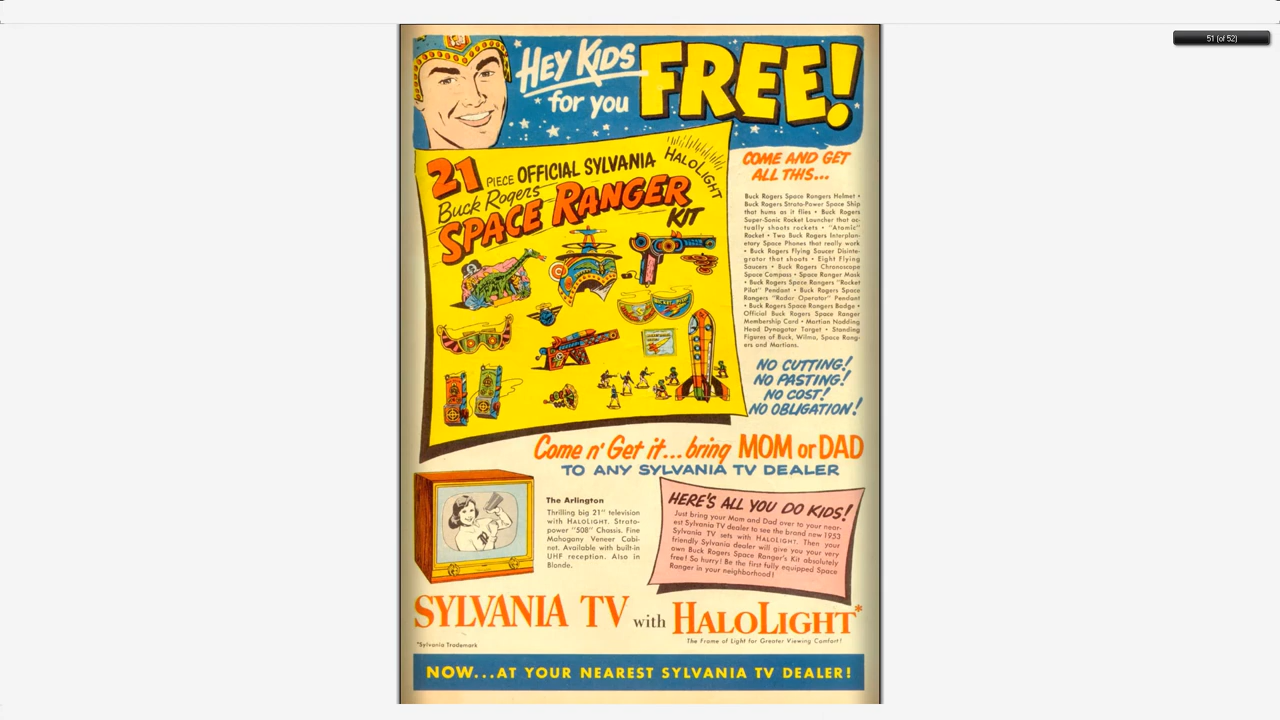 51 (of 52)
HEY KIDS
for you
FREE!
21 PIECE OFFICIAL SYLVANIA HALOLIGHT
Buck Rogers
SPACE RANGER
KIT
COME AND GET
ALL THIS...
Buck Rogers Space Rangers Helmet •
Buck Rogers Strato-Power Space Ship
that hums as it flies • Buck Rogers
Super-Sonic Rocket Launcher that ac-
tually shoots rockets • "Atomic"
Rocket • Two Buck Rogers Interplan-
etary Space Phones that really work
• Buck Rogers Flying Saucer Disinte-
grator that shoots • Eight Flying
Saucers • Buck Rogers Chronoscope
Space Compass • Space Ranger Mask
• Buck Rogers Space Rangers "Rocket
Pilot" Pendant • Buck Rogers Space
Rangers "Radar Operator" Pendant
• Buck Rogers Space Rangers Badge •
Official Buck Rogers Space Ranger
Membership Card • Martian Nodding
Head Dynagator Target • Standing
Figures of Buck, Wilma, Space Rang-
ers and Martians.
NO CUTTING!
NO PASTING!
NO COST!
NO OBLIGATION!
Come n' Get it...bring MOM or DAD
TO ANY SYLVANIA TV DEALER
The Arlington
Thrilling big 21" television
with HALOLIGHT. Strato-
power "508" Chassis. Fine
Mahogany Veneer Cabi-
net. Available with built-in
UHF reception. Also in
Blonde.
HERE'S ALL YOU DO KIDS!
Just bring your Mom and Dad over to your near-
est Sylvania TV dealer to see the brand new 1953
Sylvania TV sets with HALOLIGHT. Then your
friendly Sylvania dealer will give you your very
own Buck Rogers Space Ranger's Kit absolutely
free! So hurry! Be the first fully equipped Space
Ranger in your neighborhood!
SYLVANIA TV with HALOLIGHT*
The Frame of Light for Greater Viewing Comfort!
*Sylvania Trademark
NOW...AT YOUR NEAREST SYLVANIA TV DEALER!